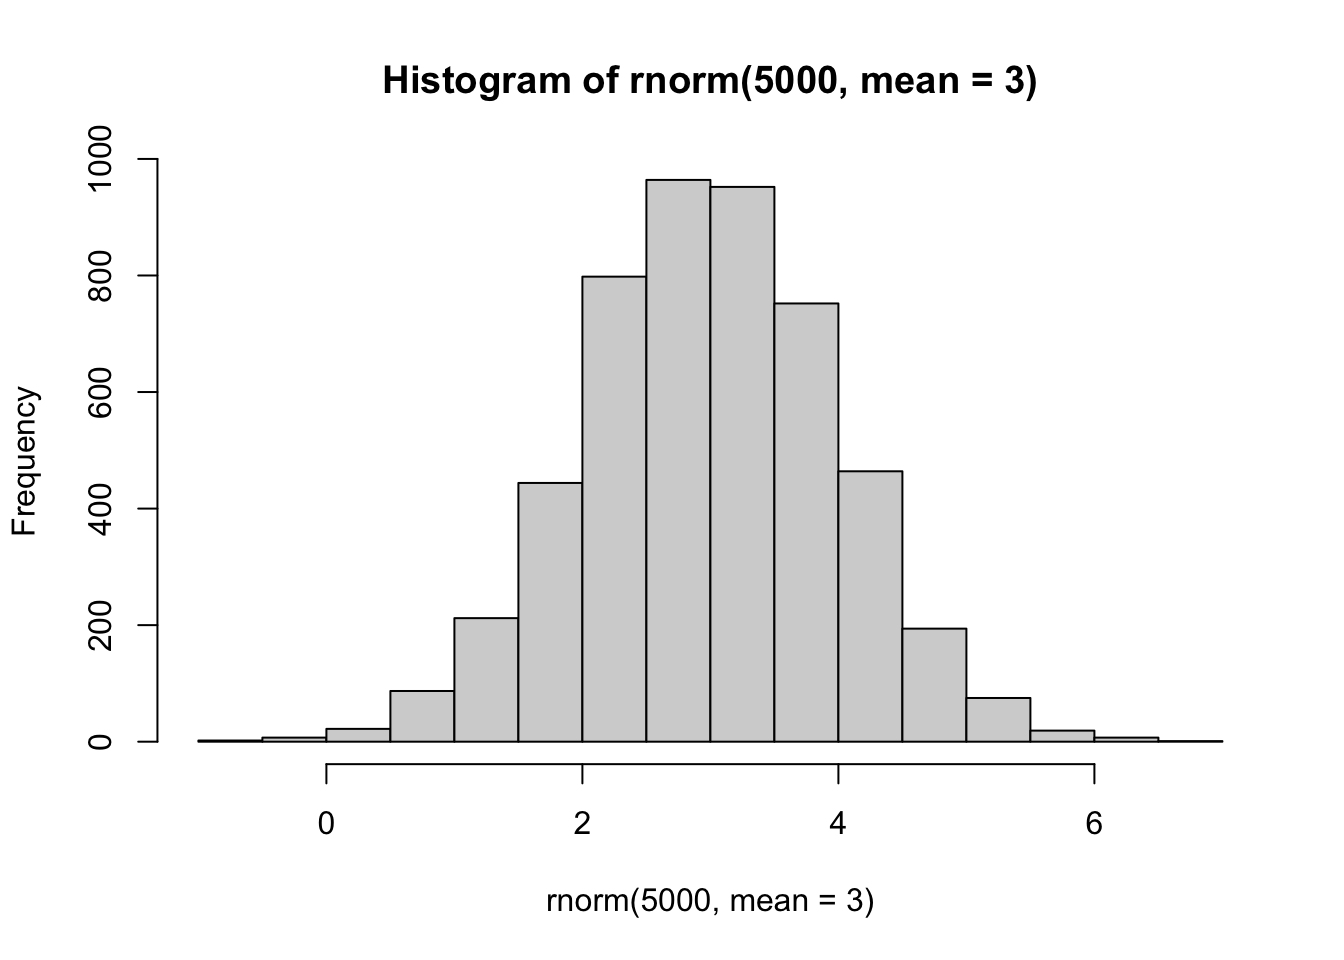 Histogram of rnorm(5000, mean = 3)
1000
800
600
400
200
0
Frequency
0 2 4 6
rnorm(5000, mean = 3)